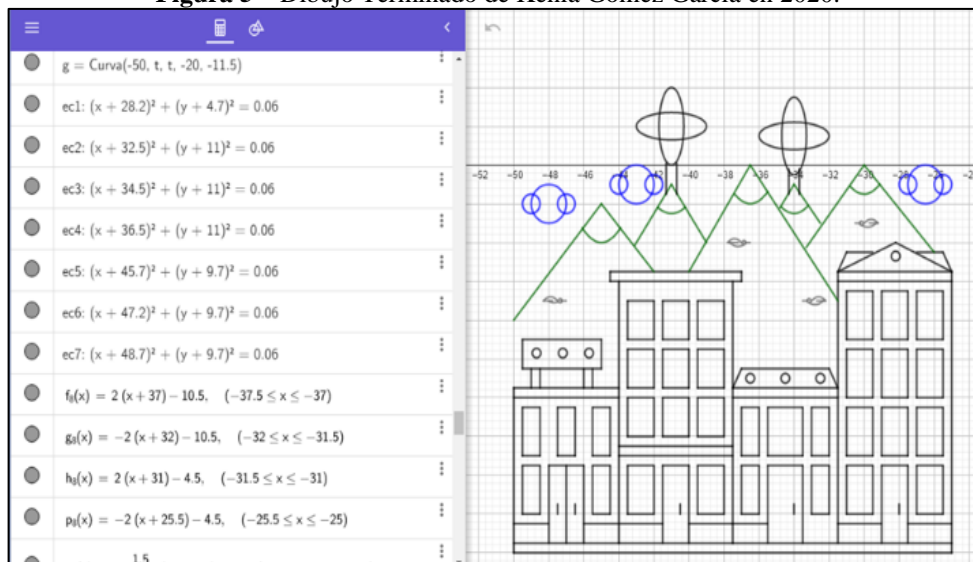 Figura 5 – Dibujo Terminado de Kenia Gómez García en 2020.
g = Curva(-50, t, t, -20, -11.5)
ec1: (x + 28.2)² + (y + 4.7)² = 0.06
ec2: (x + 32.5)² + (y + 11)² = 0.06
ec3: (x + 34.5)² + (y + 11)² = 0.06
ec4: (x + 36.5)² + (y + 11)² = 0.06
ec5: (x + 45.7)² + (y + 9.7)² = 0.06
ec6: (x + 47.2)² + (y + 9.7)² = 0.06
ec7: (x + 48.7)² + (y + 9.7)² = 0.06
f₈(x) = 2 (x + 37) − 10.5, (−37.5 ≤ x ≤ −37)
g₈(x) = −2 (x + 32) − 10.5, (−32 ≤ x ≤ −31.5)
h₈(x) = 2 (x + 31) − 4.5, (−31.5 ≤ x ≤ −31)
p₈(x) = −2 (x + 25.5) − 4.5, (−25.5 ≤ x ≤ −25)
1.5
−52 −50 −48 −46 −44 −42 −40 −38 −36 −34 −32 −30 −28 −26